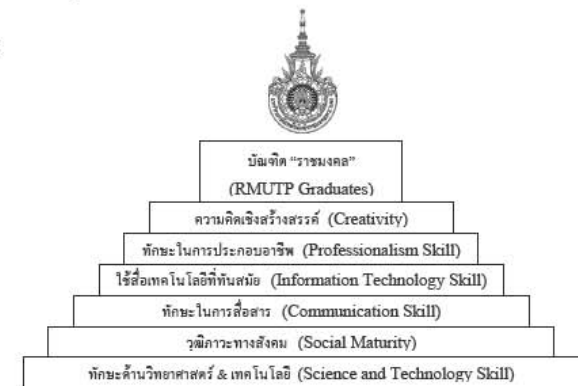 บัณฑิต “ราชมงคล”
(RMUTP Graduates)
ความคิดเชิงสร้างสรรค์ (Creativity)
ทักษะในการประกอบอาชีพ (Professionalism Skill)
ใช้สื่อเทคโนโลยีที่ทันสมัย (Information Technology Skill)
ทักษะในการสื่อสาร (Communication Skill)
วุฒิภาวะทางสังคม (Social Maturity)
ทักษะด้านวิทยาศาสตร์ & เทคโนโลยี (Science and Technology Skill)